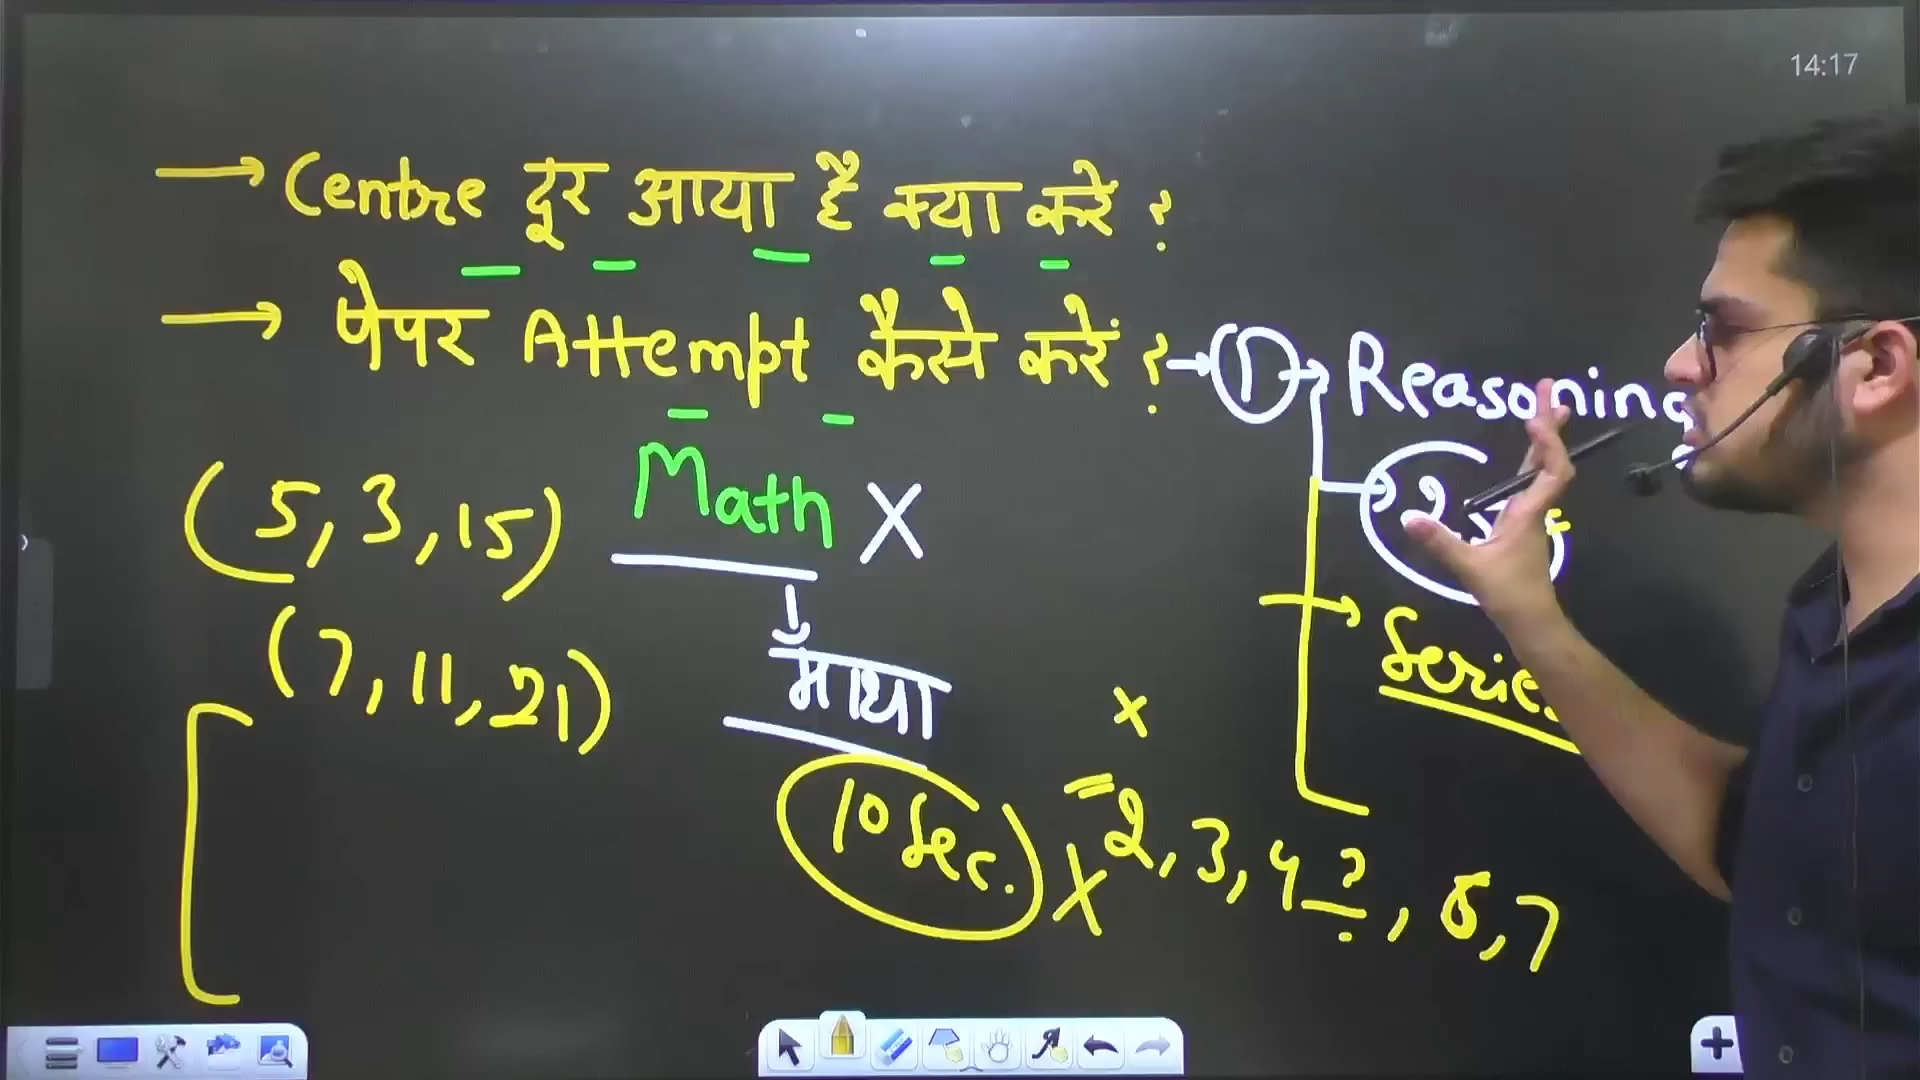 14:17
→ Centre दूर आया है क्या करें ?
→ पेपर Attempt कैसे करें ? → 1 → Reasoning
(5, 3, 15) Math X
Series
(7, 11, 21)
माथा
x
10 Sec. X 2, 3, 4 ?, 6, 7